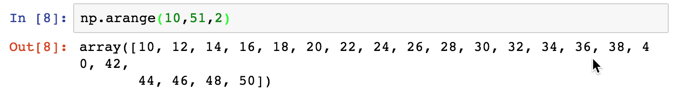 In [8]: np.arange(10,51,2)
Out[8]: array([10, 12, 14, 16, 18, 20, 22, 24, 26, 28, 30, 32, 34, 36, 38, 4
0, 42,
44, 46, 48, 50])